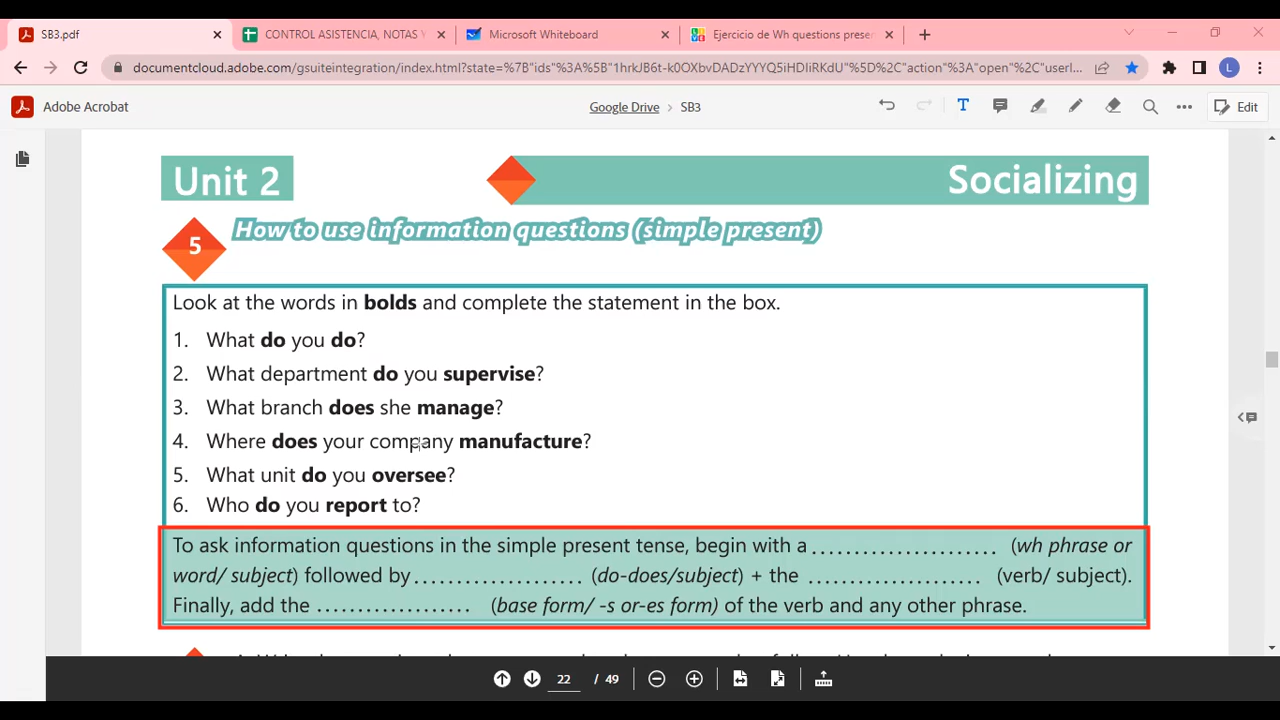 SB3.pdf
CONTROL ASISTENCIA, NOTAS
Microsoft Whiteboard
Ejercicio de Wh questions presen
documentcloud.adobe.com/gsuiteintegration/index.html?state=%7B"ids"%3A%5B"1hrkJB6t-k0OXbvDADzYYYQ5iHDIiRKdU"%5D%2C"action"%3A"open"%2C"userI...
L
Adobe Acrobat
Google Drive > SB3
T
Edit
Unit 2
Socializing
5
How to use information questions (simple present)
Look at the words in bolds and complete the statement in the box.
1. What do you do?
2. What department do you supervise?
3. What branch does she manage?
4. Where does your company manufacture?
5. What unit do you oversee?
6. Who do you report to?
To ask information questions in the simple present tense, begin with a ...................... (wh phrase or
word/ subject) followed by .................... (do-does/subject) + the .................... (verb/ subject).
Finally, add the .................. (base form/ -s or-es form) of the verb and any other phrase.
22 / 49